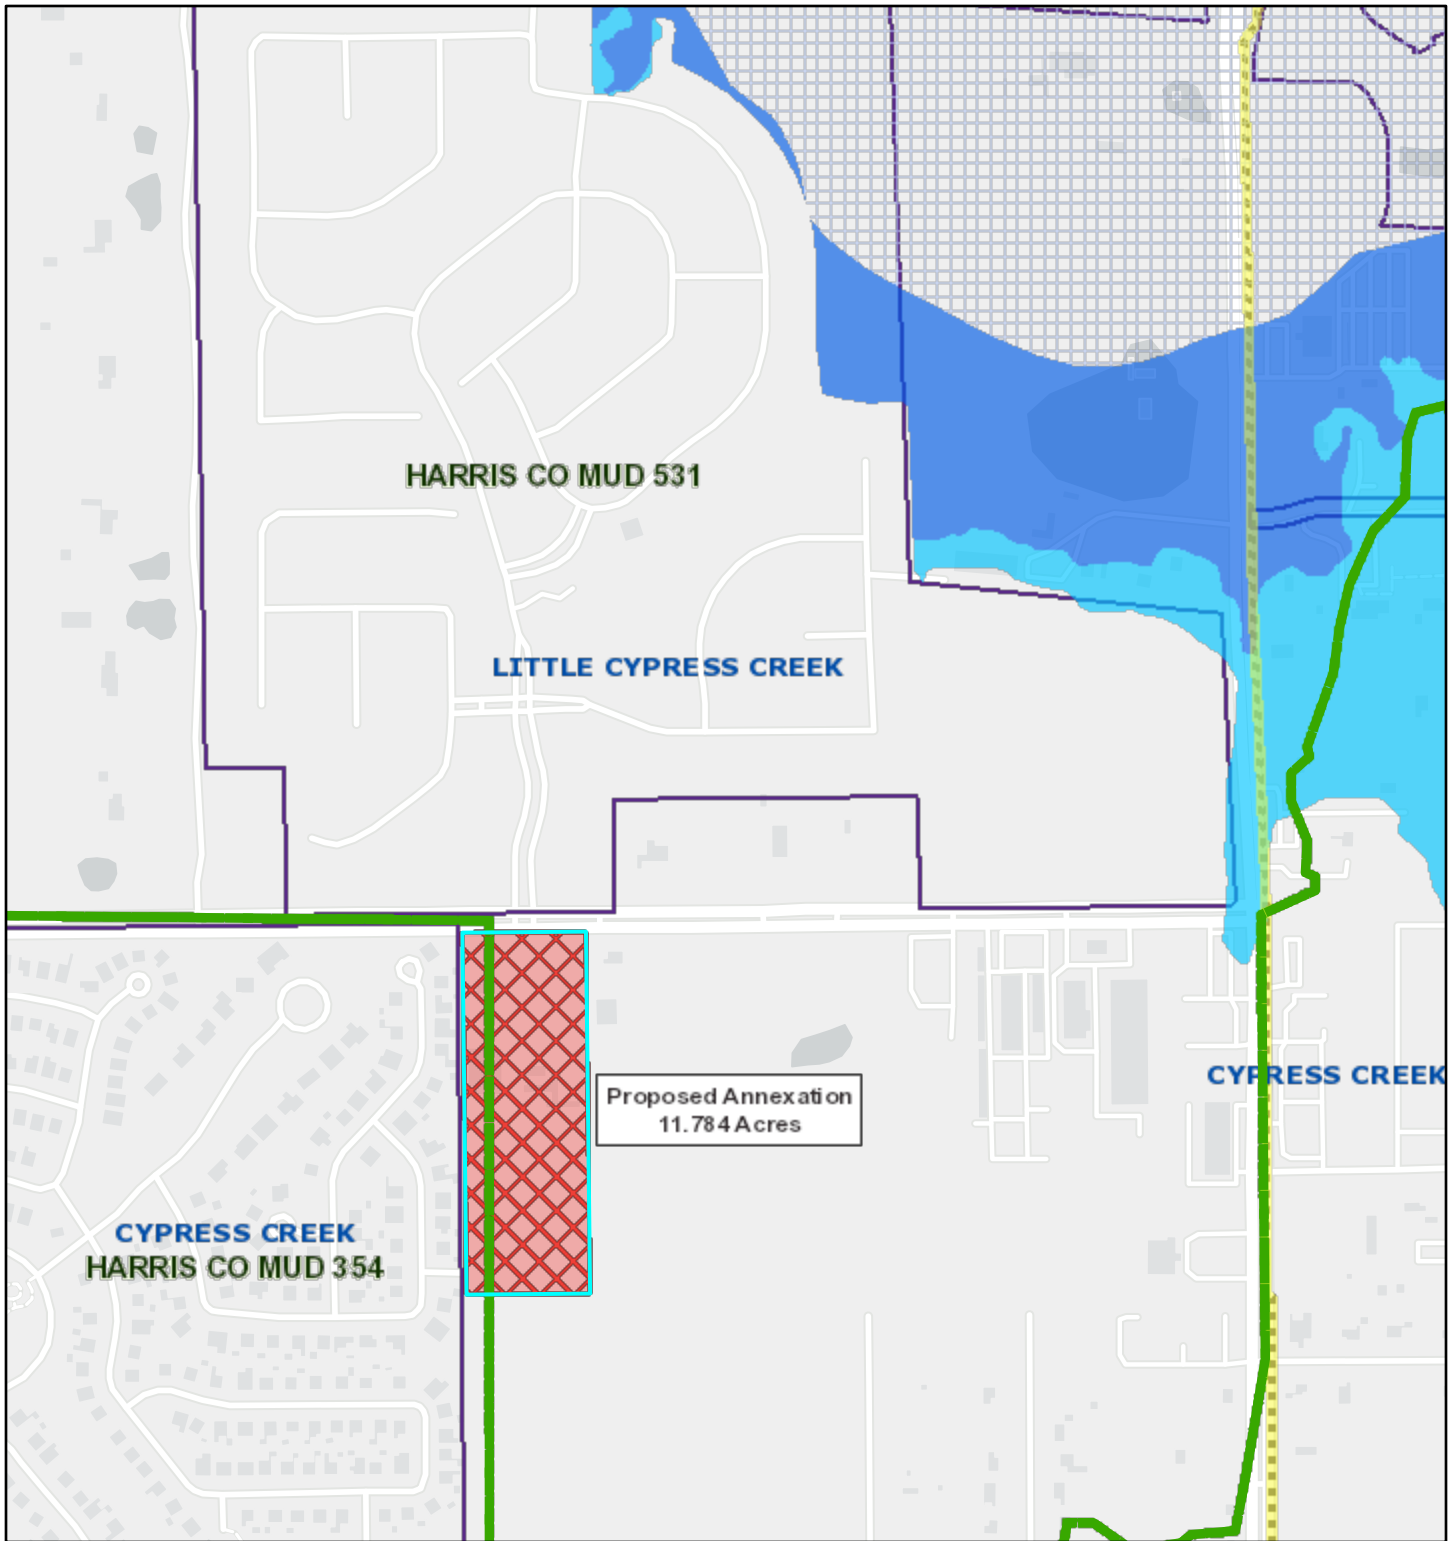 HARRIS CO MUD 531
LITTLE CYPRESS CREEK
CYPRESS CREEK
Proposed Annexation
11.784 Acres
CYPRESS CREEK
HARRIS CO MUD 354